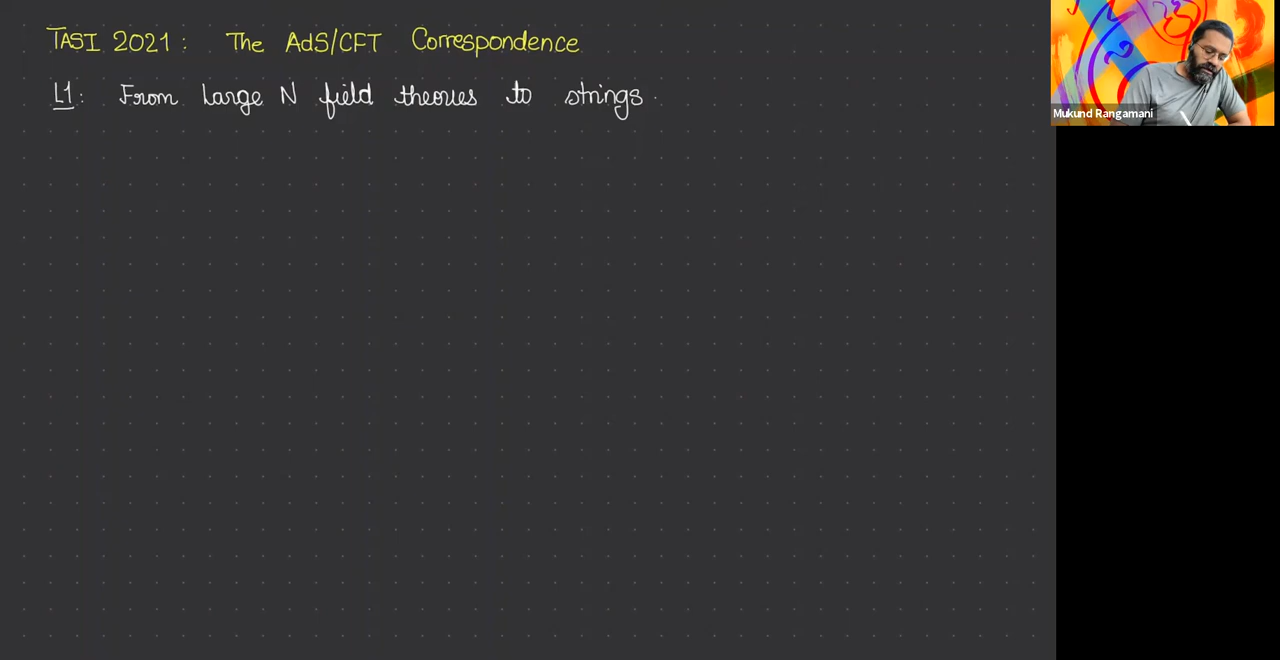 TASI 2021: The AdS/CFT Correspondence
L1: From Large N field theories to strings.
Mukund Rangamani